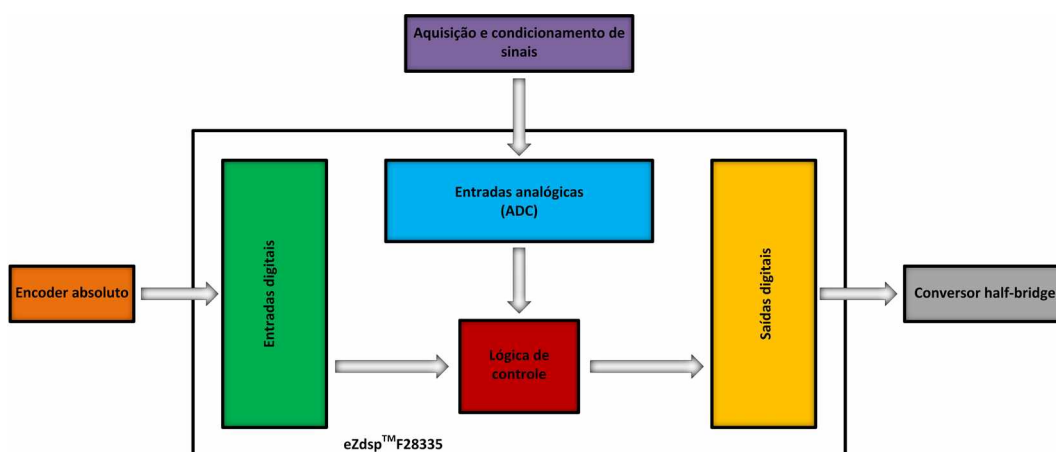 Aquisição e condicionamento de
sinais
Entradas analógicas
(ADC)
Entradas digitais
Saídas digitais
Encoder absoluto
Conversor half-bridge
Lógica de
controle
eZdsp™F28335